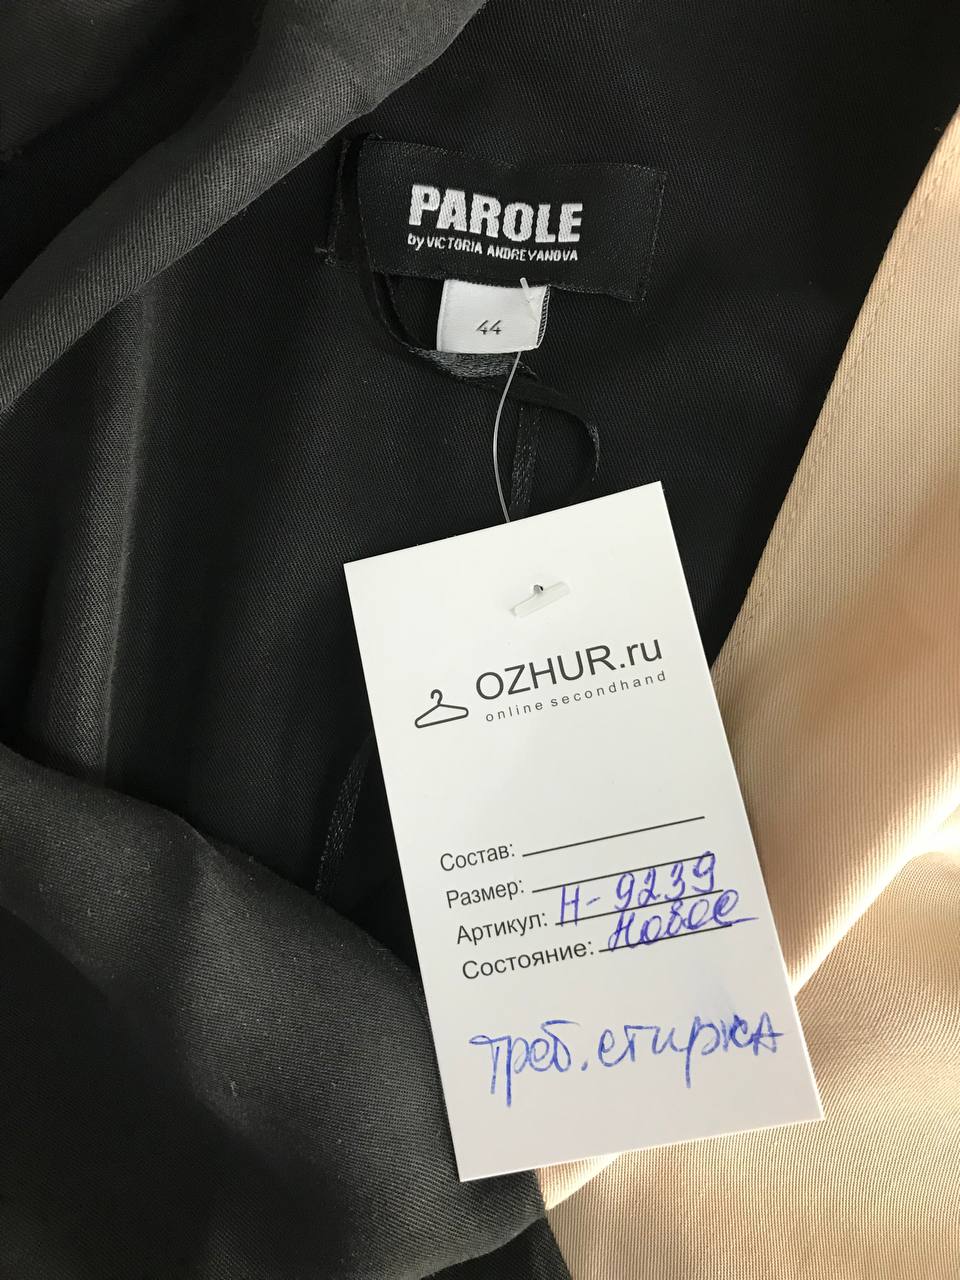 PAROLE
by VICTORIA ANDREYANOVA
44
OZHUR.ru
online secondhand
Состав:
Размер:
Артикул: Н-9239
Состояние: Новое
треб. стирка